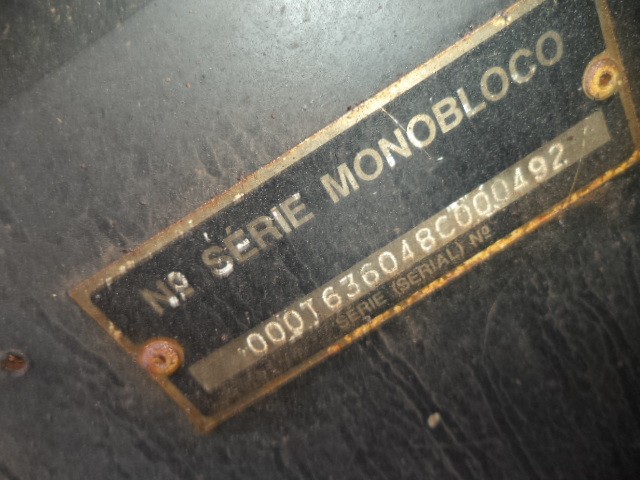 Nº SÉRIE MONOBLOCO
000T636048C000492
SÉRIE (SERIAL) Nº